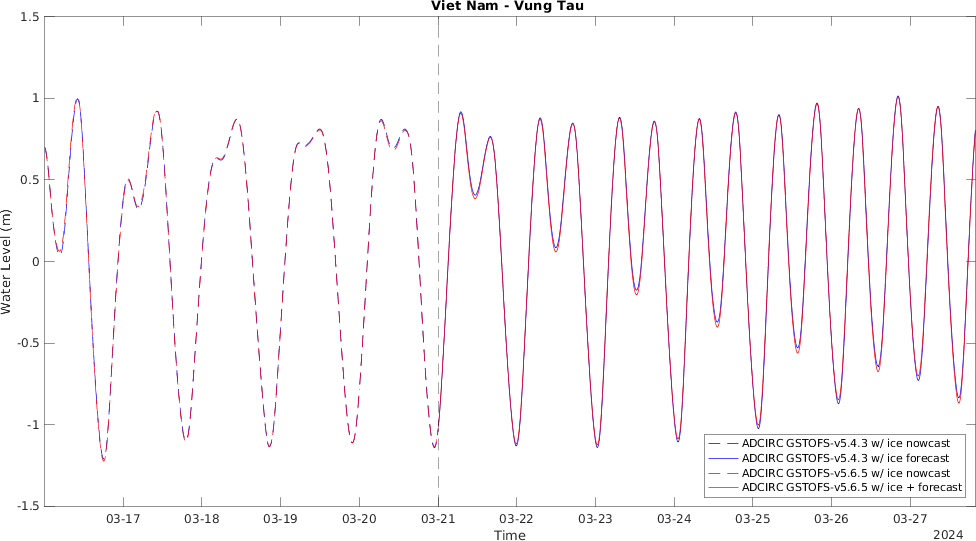 Viet Nam - Vung Tau
1.5
1
0.5
0
-0.5
-1
-1.5
Water Level (m)
03-17 03-18 03-19 03-20 03-21 03-22 03-23 03-24 03-25 03-26 03-27
Time
2024
ADCIRC GSTOFS-v5.4.3 w/ ice nowcast
ADCIRC GSTOFS-v5.4.3 w/ ice forecast
ADCIRC GSTOFS-v5.6.5 w/ ice nowcast
ADCIRC GSTOFS-v5.6.5 w/ ice + forecast